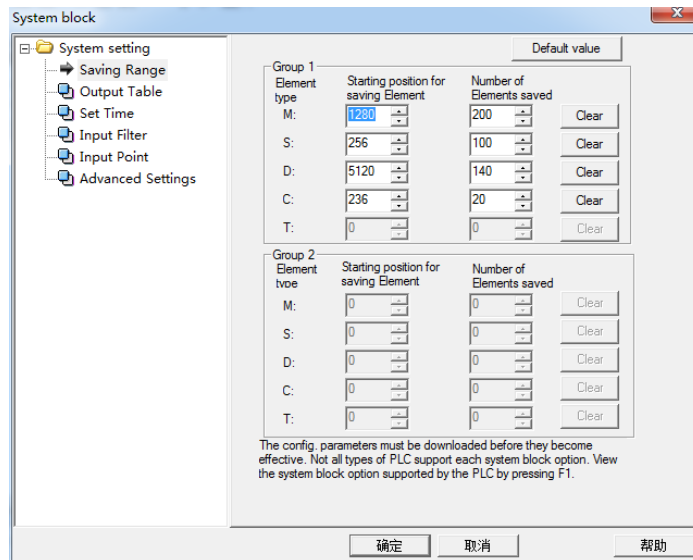 System block
System setting
Saving Range
Output Table
Set Time
Input Filter
Input Point
Advanced Settings
Default value
Group 1
Element type
Starting position for saving Element
Number of Elements saved
M: 1280 200 Clear
S: 256 100 Clear
D: 5120 140 Clear
C: 236 20 Clear
T: 0 0 Clear
Group 2
Element type
Starting position for saving Element
Number of Elements saved
M: 0 0 Clear
S: 0 0 Clear
D: 0 0 Clear
C: 0 0 Clear
T: 0 0 Clear
The config. parameters must be downloaded before they become
effective. Not all types of PLC support each system block option. View
the system block option supported by the PLC by pressing F1.
确定 取消 帮助